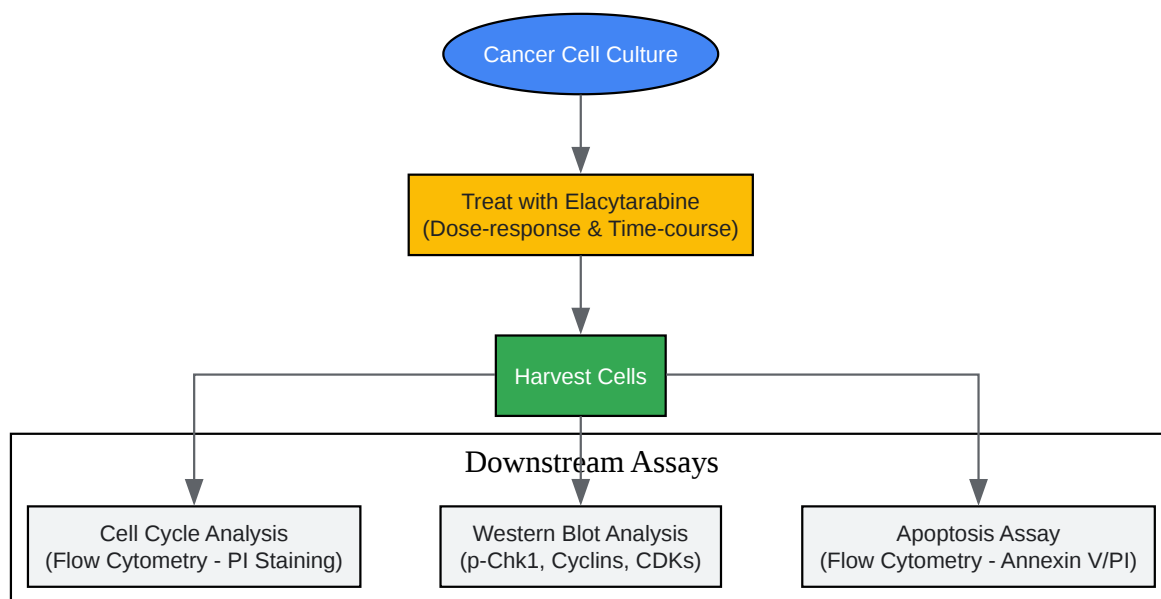 Cancer Cell Culture
Treat with Elacytarabine
(Dose-response & Time-course)
Harvest Cells
Downstream Assays
Cell Cycle Analysis
(Flow Cytometry - PI Staining)
Western Blot Analysis
(p-Chk1, Cyclins, CDKs)
Apoptosis Assay
(Flow Cytometry - Annexin V/PI)